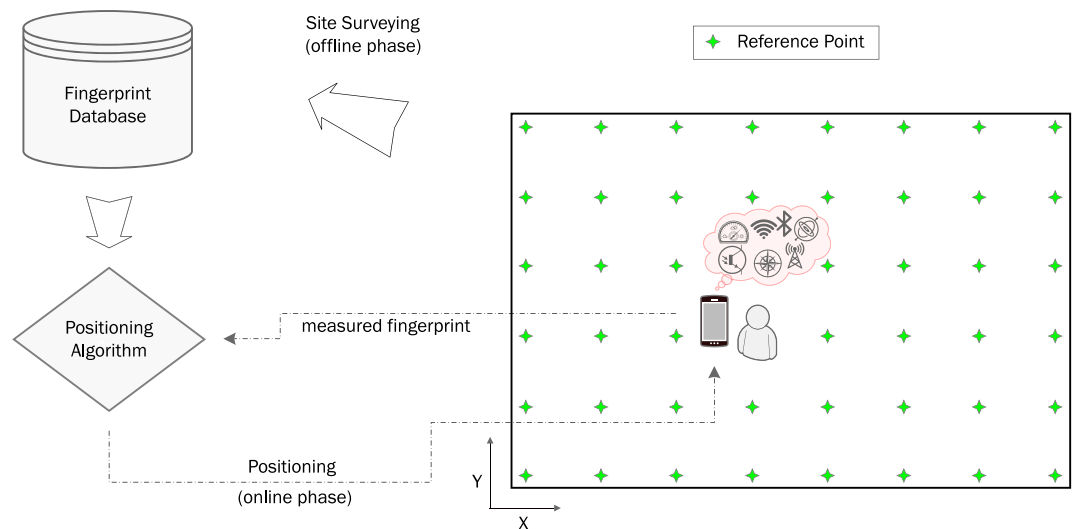 Site Surveying
(offline phase)
Reference Point
Fingerprint
Database
Positioning
Algorithm
measured fingerprint
Positioning
(online phase)
Y
X